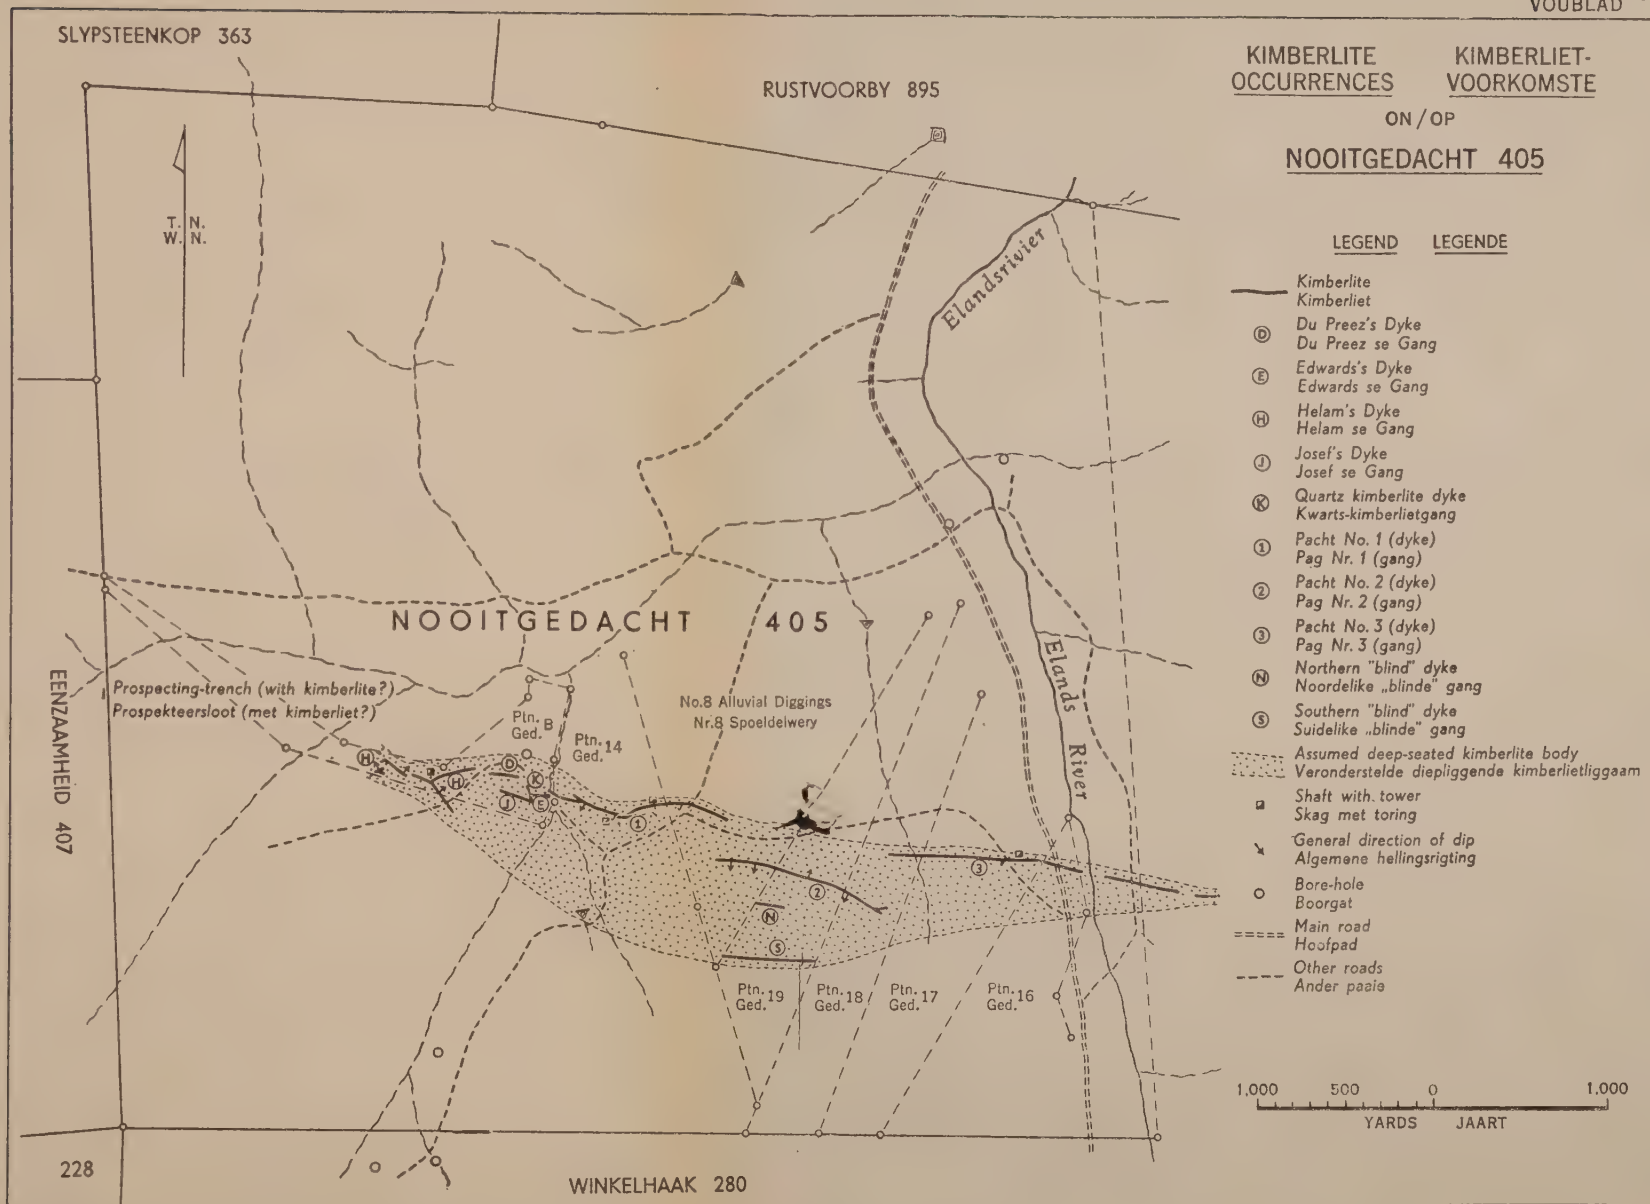 VOUBLAD
SLYPSTEENKOP 363
RUSTVOORBY 895
KIMBERLITE OCCURRENCES
KIMBERLIET-VOORKOMSTE
ON/OP
NOOITGEDACHT 405
T. N.
W. N.
Elandsrivier
LEGEND LEGENDE
Kimberlite
Kimberliet
D
Du Preez's Dyke
Du Preez se Gang
E
Edwards's Dyke
Edwards se Gang
H
Helam's Dyke
Helam se Gang
J
Josef's Dyke
Josef se Gang
K
Quartz kimberlite dyke
Kwarts-kimberlietgang
1
Pacht No. 1 (dyke)
Pag Nr. 1 (gang)
2
Pacht No. 2 (dyke)
Pag Nr. 2 (gang)
3
Pacht No. 3 (dyke)
Pag Nr. 3 (gang)
N
Northern "blind" dyke
Noordelike „blinde" gang
S
Southern "blind" dyke
Suidelike „blinde" gang
Assumed deep-seated kimberlite body
Veronderstelde diepliggende kimberlietliggaam
Shaft with tower
Skag met toring
General direction of dip
Algemene hellingsrigting
Bore-hole
Boorgat
Main road
Hoofpad
Other roads
Ander paaie
1,000 500 0 1,000
YARDS JAART
NOOITGEDACHT 405
Elands River
EENZAAMHEID 407
Prospecting-trench (with kimberlite?)
Prospekteersloot (met kimberliet?)
No.8 Alluvial Diggings
Nr.8 Spoeldelwery
Ptn. B
Ged.
Ptn. 14
Ged.
H
H
D
K
J
E
1
2
3
N
S
Ptn. 19
Ged.
Ptn. 18
Ged.
Ptn. 17
Ged.
Ptn. 16
Ged.
228
WINKELHAAK 280